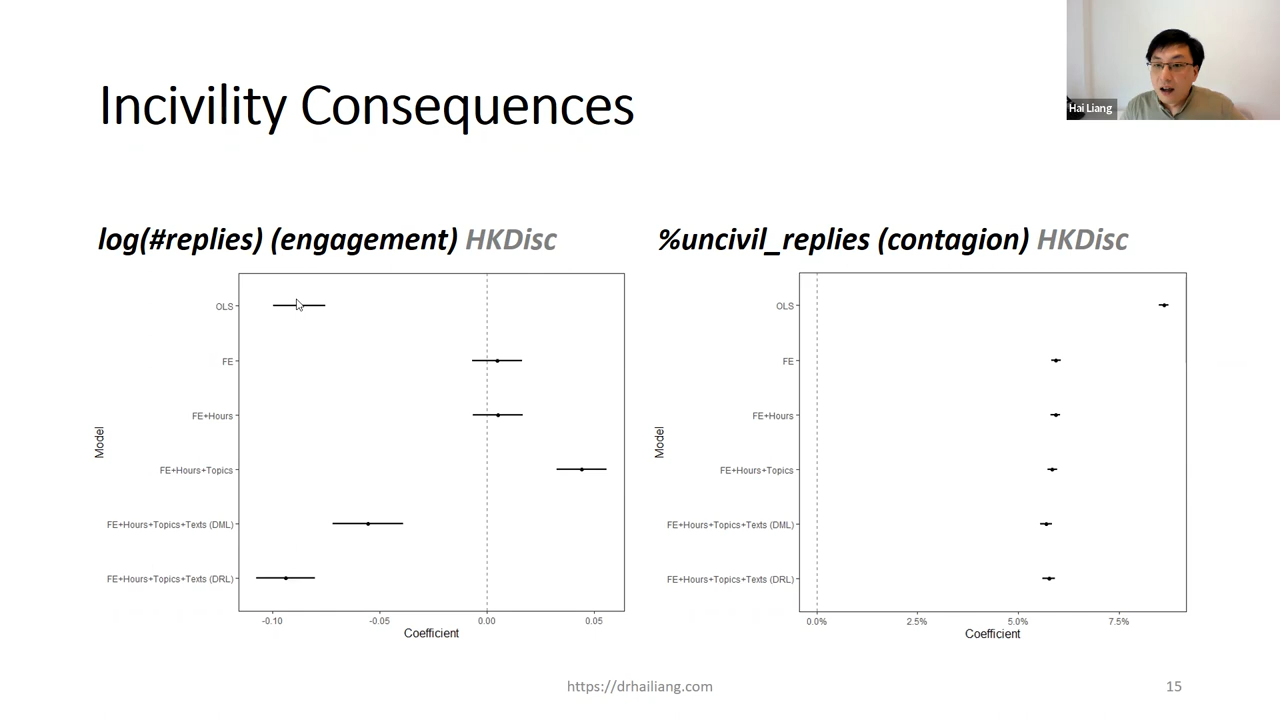 Hai Liang
Incivility Consequences
log(#replies) (engagement) HKDisc
OLS
FE
FE+Hours
FE+Hours+Topics
FE+Hours+Topics+Texts (DML)
FE+Hours+Topics+Texts (DRL)
Model
-0.10 -0.05 0.00 0.05
Coefficient
%uncivil_replies (contagion) HKDisc
OLS
FE
FE+Hours
FE+Hours+Topics
FE+Hours+Topics+Texts (DML)
FE+Hours+Topics+Texts (DRL)
Model
0.0% 2.5% 5.0% 7.5%
Coefficient
https://drhailiang.com
15